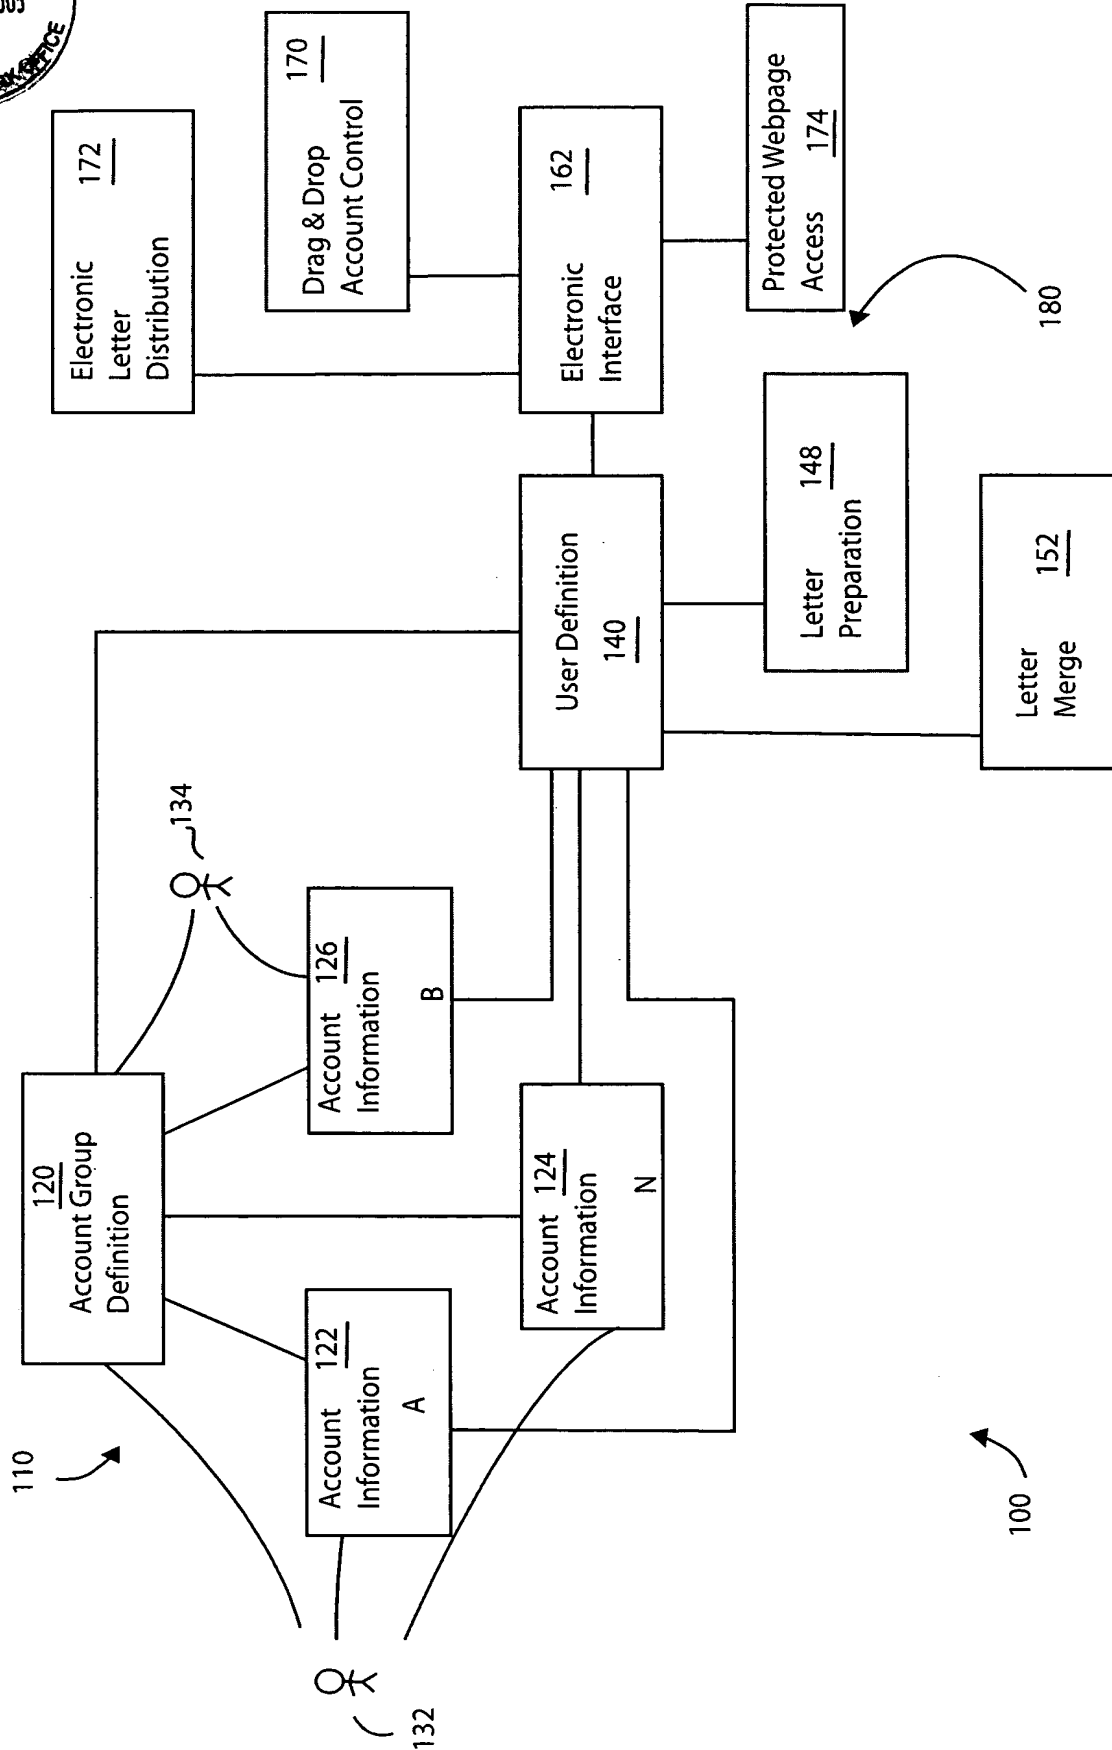 110
120
Account Group
Definition
134
132
Account 122
Information
A
Account 126
Information
B
Account 124
Information
N
User Definition
140
Electronic
Letter
Distribution
172
170
Drag & Drop
Account Control
Electronic
Interface
162
Protected Webpage
Access 174
Letter 148
Preparation
180
Letter
Merge
152
100